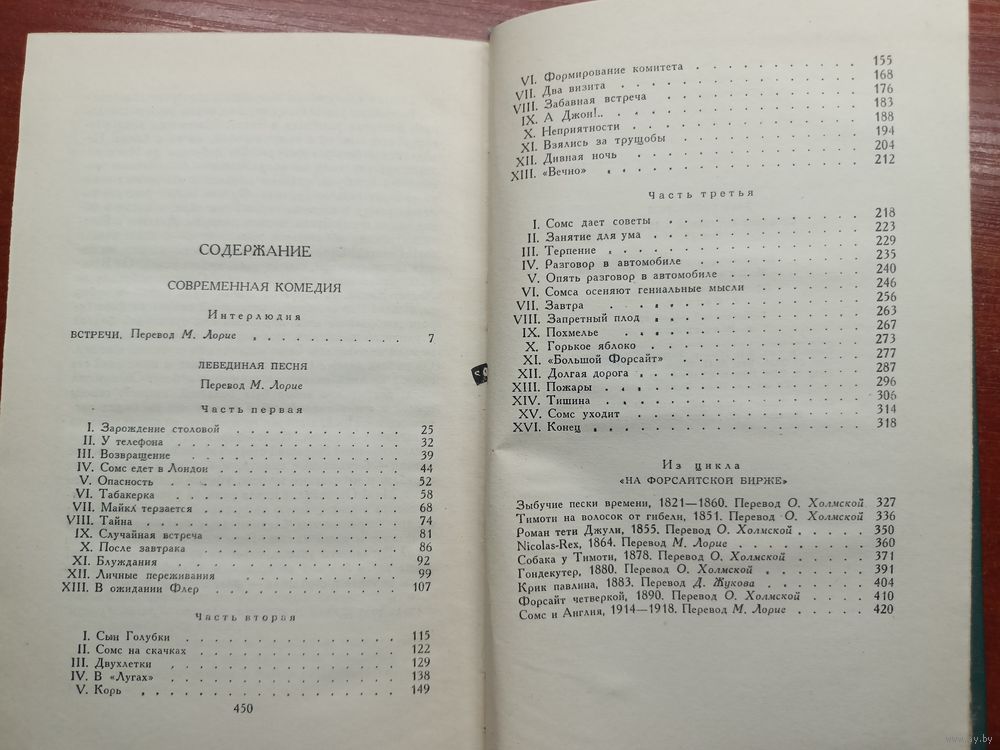 СОДЕРЖАНИЕ
СОВРЕМЕННАЯ КОМЕДИЯ
Интерлюдия
ВСТРЕЧИ. Перевод М. Лорие . . . . . . . . . . 7
ЛЕБЕДИНАЯ ПЕСНЯ
Перевод М. Лорие
Часть первая
I. Зарождение столовой . . . . . . . . . . 25
II. У телефона . . . . . . . . . . 32
III. Возвращение . . . . . . . . . . 39
IV. Сомс едет в Лондон . . . . . . . . . . 44
V. Опасность . . . . . . . . . . 52
VI. Табакерка . . . . . . . . . . 58
VII. Майкл терзается . . . . . . . . . . 68
VIII. Тайна . . . . . . . . . . 74
IX. Случайная встреча . . . . . . . . . . 81
X. После завтрака . . . . . . . . . . 86
XI. Блуждания . . . . . . . . . . 92
XII. Личные переживания . . . . . . . . . . 99
XIII. В ожидании Флер . . . . . . . . . . 107
Часть вторая
I. Сын Голубки . . . . . . . . . . 115
II. Сомс на скачках . . . . . . . . . . 122
III. Двухлетки . . . . . . . . . . 129
IV. В «Лугах» . . . . . . . . . . 138
V. Корь . . . . . . . . . . 149
450
VI. Формирование комитета . . . . . . . . . . 155
VII. Два визита . . . . . . . . . . 168
VIII. Забавная встреча . . . . . . . . . . 176
IX. А Джон!.. . . . . . . . . . . 183
X. Неприятности . . . . . . . . . . 188
XI. Взялись за трущобы . . . . . . . . . . 194
XII. Дивная ночь . . . . . . . . . . 204
XIII. «Вечно» . . . . . . . . . . 212
Часть третья
I. Сомс дает советы . . . . . . . . . . 218
II. Занятие для ума . . . . . . . . . . 223
III. Терпение . . . . . . . . . . 229
IV. Разговор в автомобиле . . . . . . . . . . 235
V. Опять разговор в автомобиле . . . . . . . . . . 240
VI. Сомса осеняют гениальные мысли . . . . . . . . . . 246
VII. Завтра . . . . . . . . . . 256
VIII. Запретный плод . . . . . . . . . . 263
IX. Похмелье . . . . . . . . . . 267
X. Горькое яблоко . . . . . . . . . . 273
XI. «Большой Форсайт» . . . . . . . . . . 277
XII. Долгая дорога . . . . . . . . . . 287
XIII. Пожары . . . . . . . . . . 296
XIV. Тишина . . . . . . . . . . 306
XV. Сомс уходит . . . . . . . . . . 314
XVI. Конец . . . . . . . . . . 318
Из цикла
«НА ФОРСАЙТСКОЙ БИРЖЕ»
Зыбучие пески времени, 1821—1860. Перевод О. Холмской 327
Тимоти на волосок от гибели, 1851. Перевод О. Холмской 336
Роман тети Джули, 1855. Перевод О. Холмской . . . . 350
Nicolas-Rex, 1864. Перевод М. Лорие . . . . . . 360
Собака у Тимоти, 1878. Перевод О. Холмской . . . . 371
Гондекутер, 1880. Перевод О. Холмской . . . . . . 391
Крик павлина, 1883. Перевод Д. Жукова . . . . . . 404
Форсайт четверкой, 1890. Перевод О. Холмской . . . . 410
Сомс и Англия, 1914—1918. Перевод М. Лорие . . . . . 420